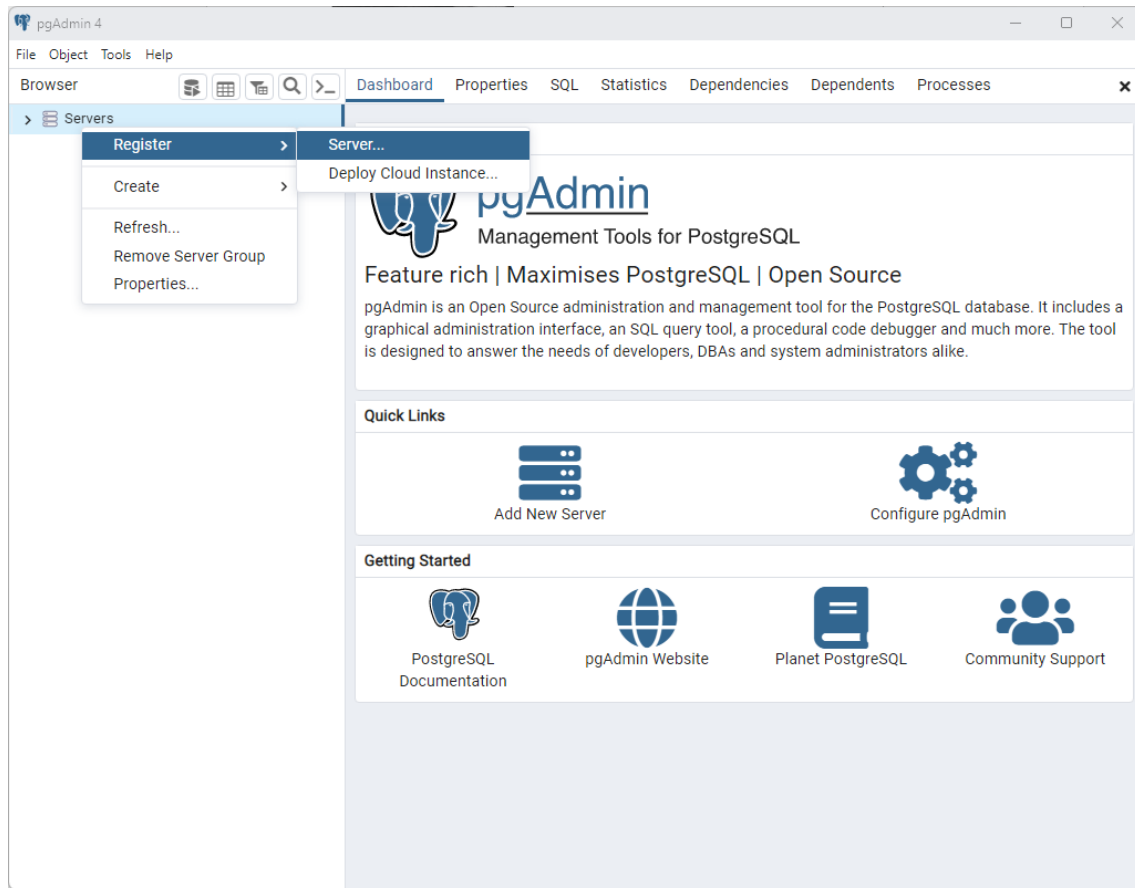 pgAdmin 4
File Object Tools Help
Browser
Dashboard Properties SQL Statistics Dependencies Dependents Processes
Servers
Register
Server...
Deploy Cloud Instance...
Create
Refresh...
Remove Server Group
Properties...
pgAdmin
Management Tools for PostgreSQL
Feature rich | Maximises PostgreSQL | Open Source
pgAdmin is an Open Source administration and management tool for the PostgreSQL database. It includes a
graphical administration interface, an SQL query tool, a procedural code debugger and much more. The tool
is designed to answer the needs of developers, DBAs and system administrators alike.
Quick Links
Add New Server
Configure pgAdmin
Getting Started
PostgreSQL
Documentation
pgAdmin Website
Planet PostgreSQL
Community Support